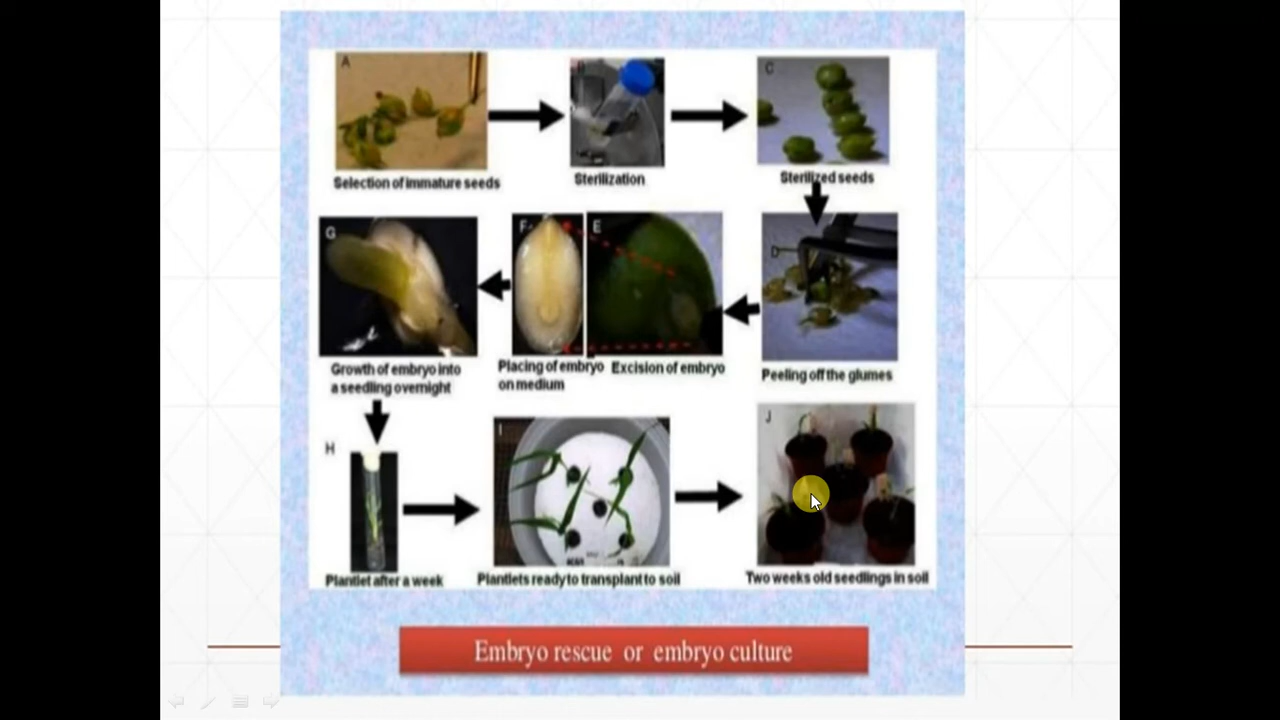 A
C
Selection of immature seeds
Sterilization
Sterilized seeds
G
F
E
D
Growth of embryo into
a seedling overnight
Placing of embryo
on medium
Excision of embryo
Peeling off the glumes
H
I
J
Plantlet after a week
Plantlets ready to transplant to soil
Two weeks old seedlings in soil
Embryo rescue or embryo culture